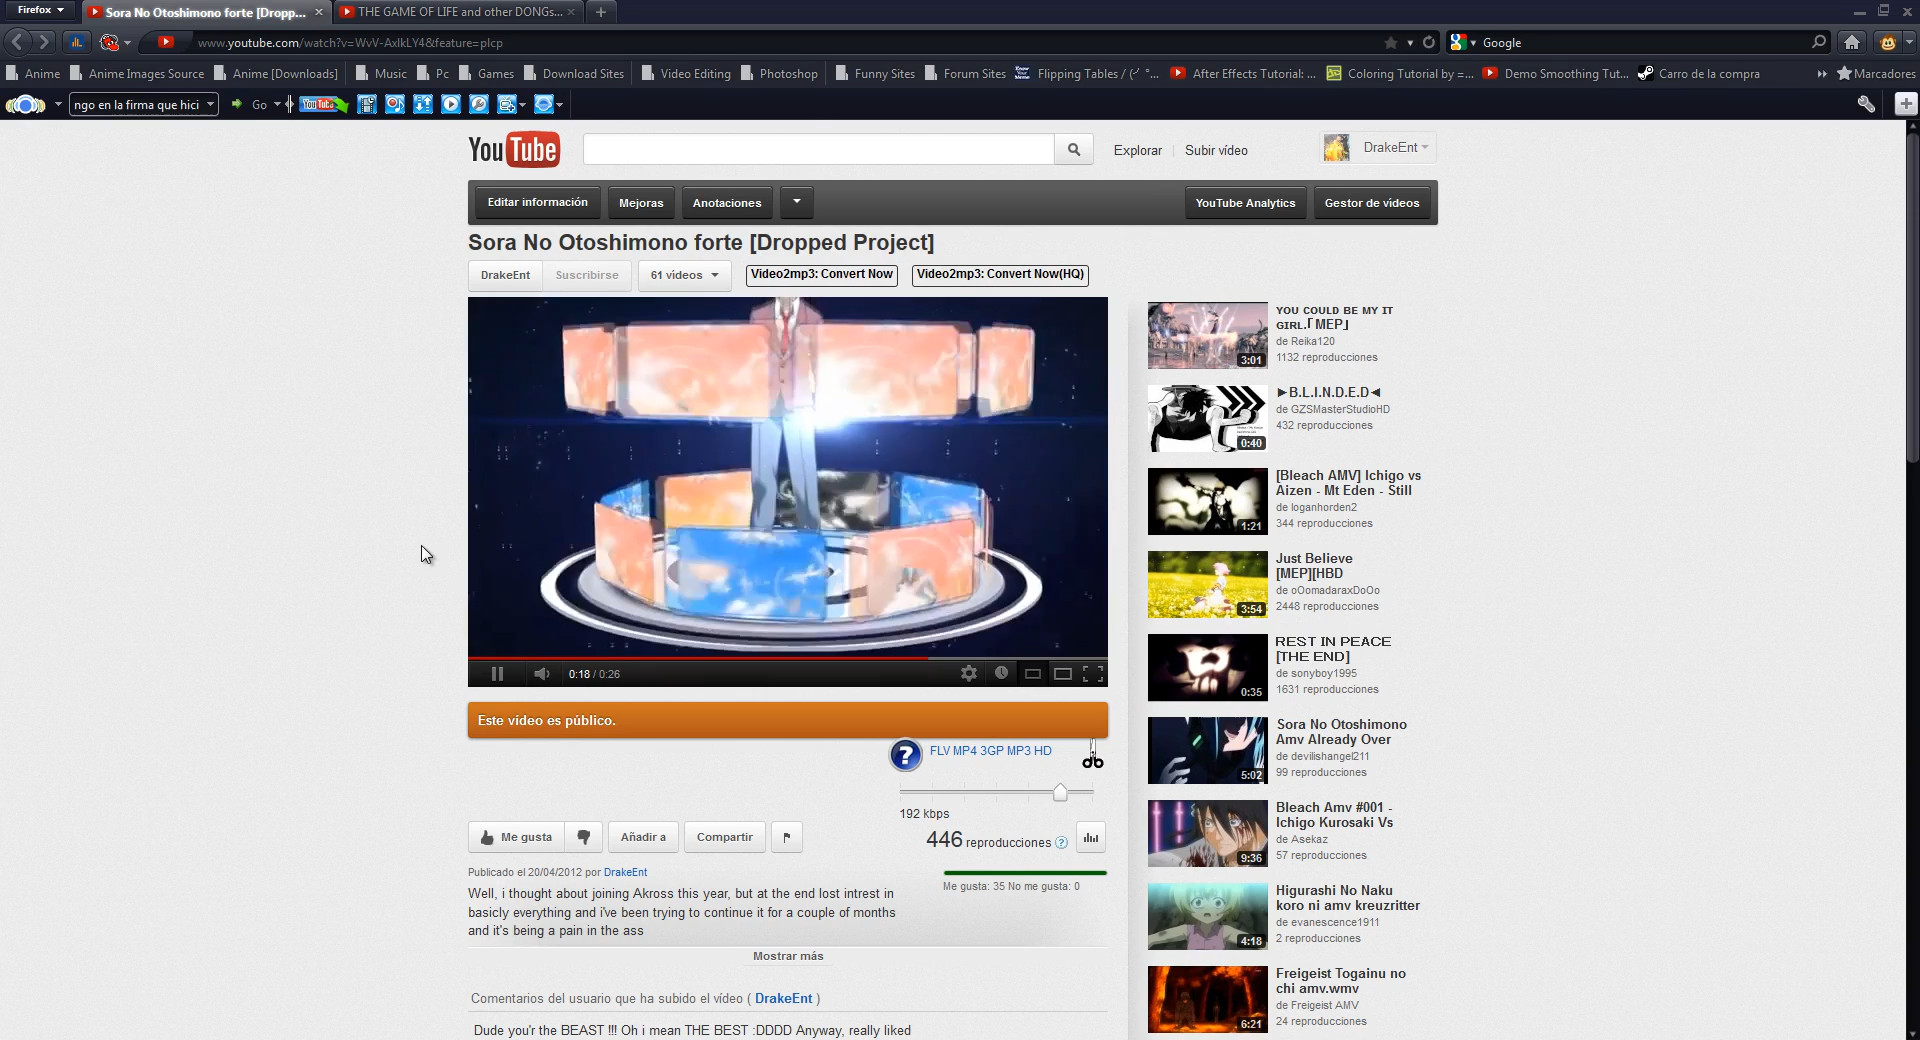 Firefox
Sora No Otoshimono forte [Dropp...
THE GAME OF LIFE and other DONGs...
www.youtube.com/watch?v=WvV-AxlkLY4&feature=plcp
Google
Anime
Anime Images Source
Anime [Downloads]
Music
Pc
Games
Download Sites
Video Editing
Photoshop
Funny Sites
Forum Sites
Flipping Tables / (╯°...
After Effects Tutorial: ...
Coloring Tutorial by =...
Demo Smoothing Tut...
Carro de la compra
Marcadores
ngo en la firma que hici
Go
YouTube
Explorar
Subir vídeo
DrakeEnt
Editar información
Mejoras
Anotaciones
YouTube Analytics
Gestor de vídeos
Sora No Otoshimono forte [Dropped Project]
DrakeEnt
Suscribirse
61 vídeos
Video2mp3: Convert Now
Video2mp3: Convert Now(HQ)
0:18 / 0:26
Este vídeo es público.
FLV MP4 3GP MP3 HD
192 kbps
Me gusta
Añadir a
Compartir
446 reproducciones
Publicado el 20/04/2012 por DrakeEnt
Me gusta: 35 No me gusta: 0
Well, i thought about joining Akross this year, but at the end lost intrest in
basicly everything and i've been trying to continue it for a couple of months
and it's being a pain in the ass
Mostrar más
Comentarios del usuario que ha subido el vídeo ( DrakeEnt )
Dude you'r the BEAST !!! Oh i mean THE BEST :DDDD Anyway, really liked
ʏᴏᴜ ᴄᴏᴜʟᴅ ʙᴇ ᴍʏ ɪᴛ
ɢɪʀʟ.「MEP」
de Reika120
1132 reproducciones
3:01
►B.L.I.N.D.E.D◄
de GZSMasterStudioHD
432 reproducciones
0:40
[Bleach AMV] Ichigo vs
Aizen - Mt Eden - Still
de loganhorden2
344 reproducciones
1:21
Just Believe
[MEP][HBD
de oOomadaraxDoOo
2448 reproducciones
3:54
REST IN PEACE
[THE END]
de sonyboy1995
1631 reproducciones
0:35
Sora No Otoshimono
Amv Already Over
de devilishangel211
99 reproducciones
5:02
Bleach Amv #001 -
Ichigo Kurosaki Vs
de Asekaz
57 reproducciones
9:36
Higurashi No Naku
koro ni amv kreuzritter
de evanescence1911
2 reproducciones
4:18
Freigeist Togainu no
chi amv.wmv
de Freigeist AMV
24 reproducciones
6:21